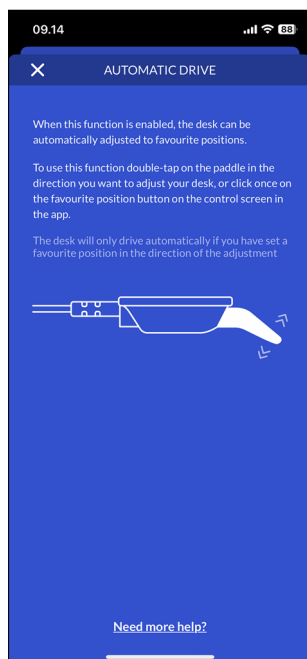 09.14
88
AUTOMATIC DRIVE
When this function is enabled, the desk can be
automatically adjusted to favourite positions.
To use this function double-tap on the paddle in the
direction you want to adjust your desk, or click once on
the favourite position button on the control screen in
the app.
The desk will only drive automatically if you have set a
favourite position in the direction of the adjustment
Need more help?